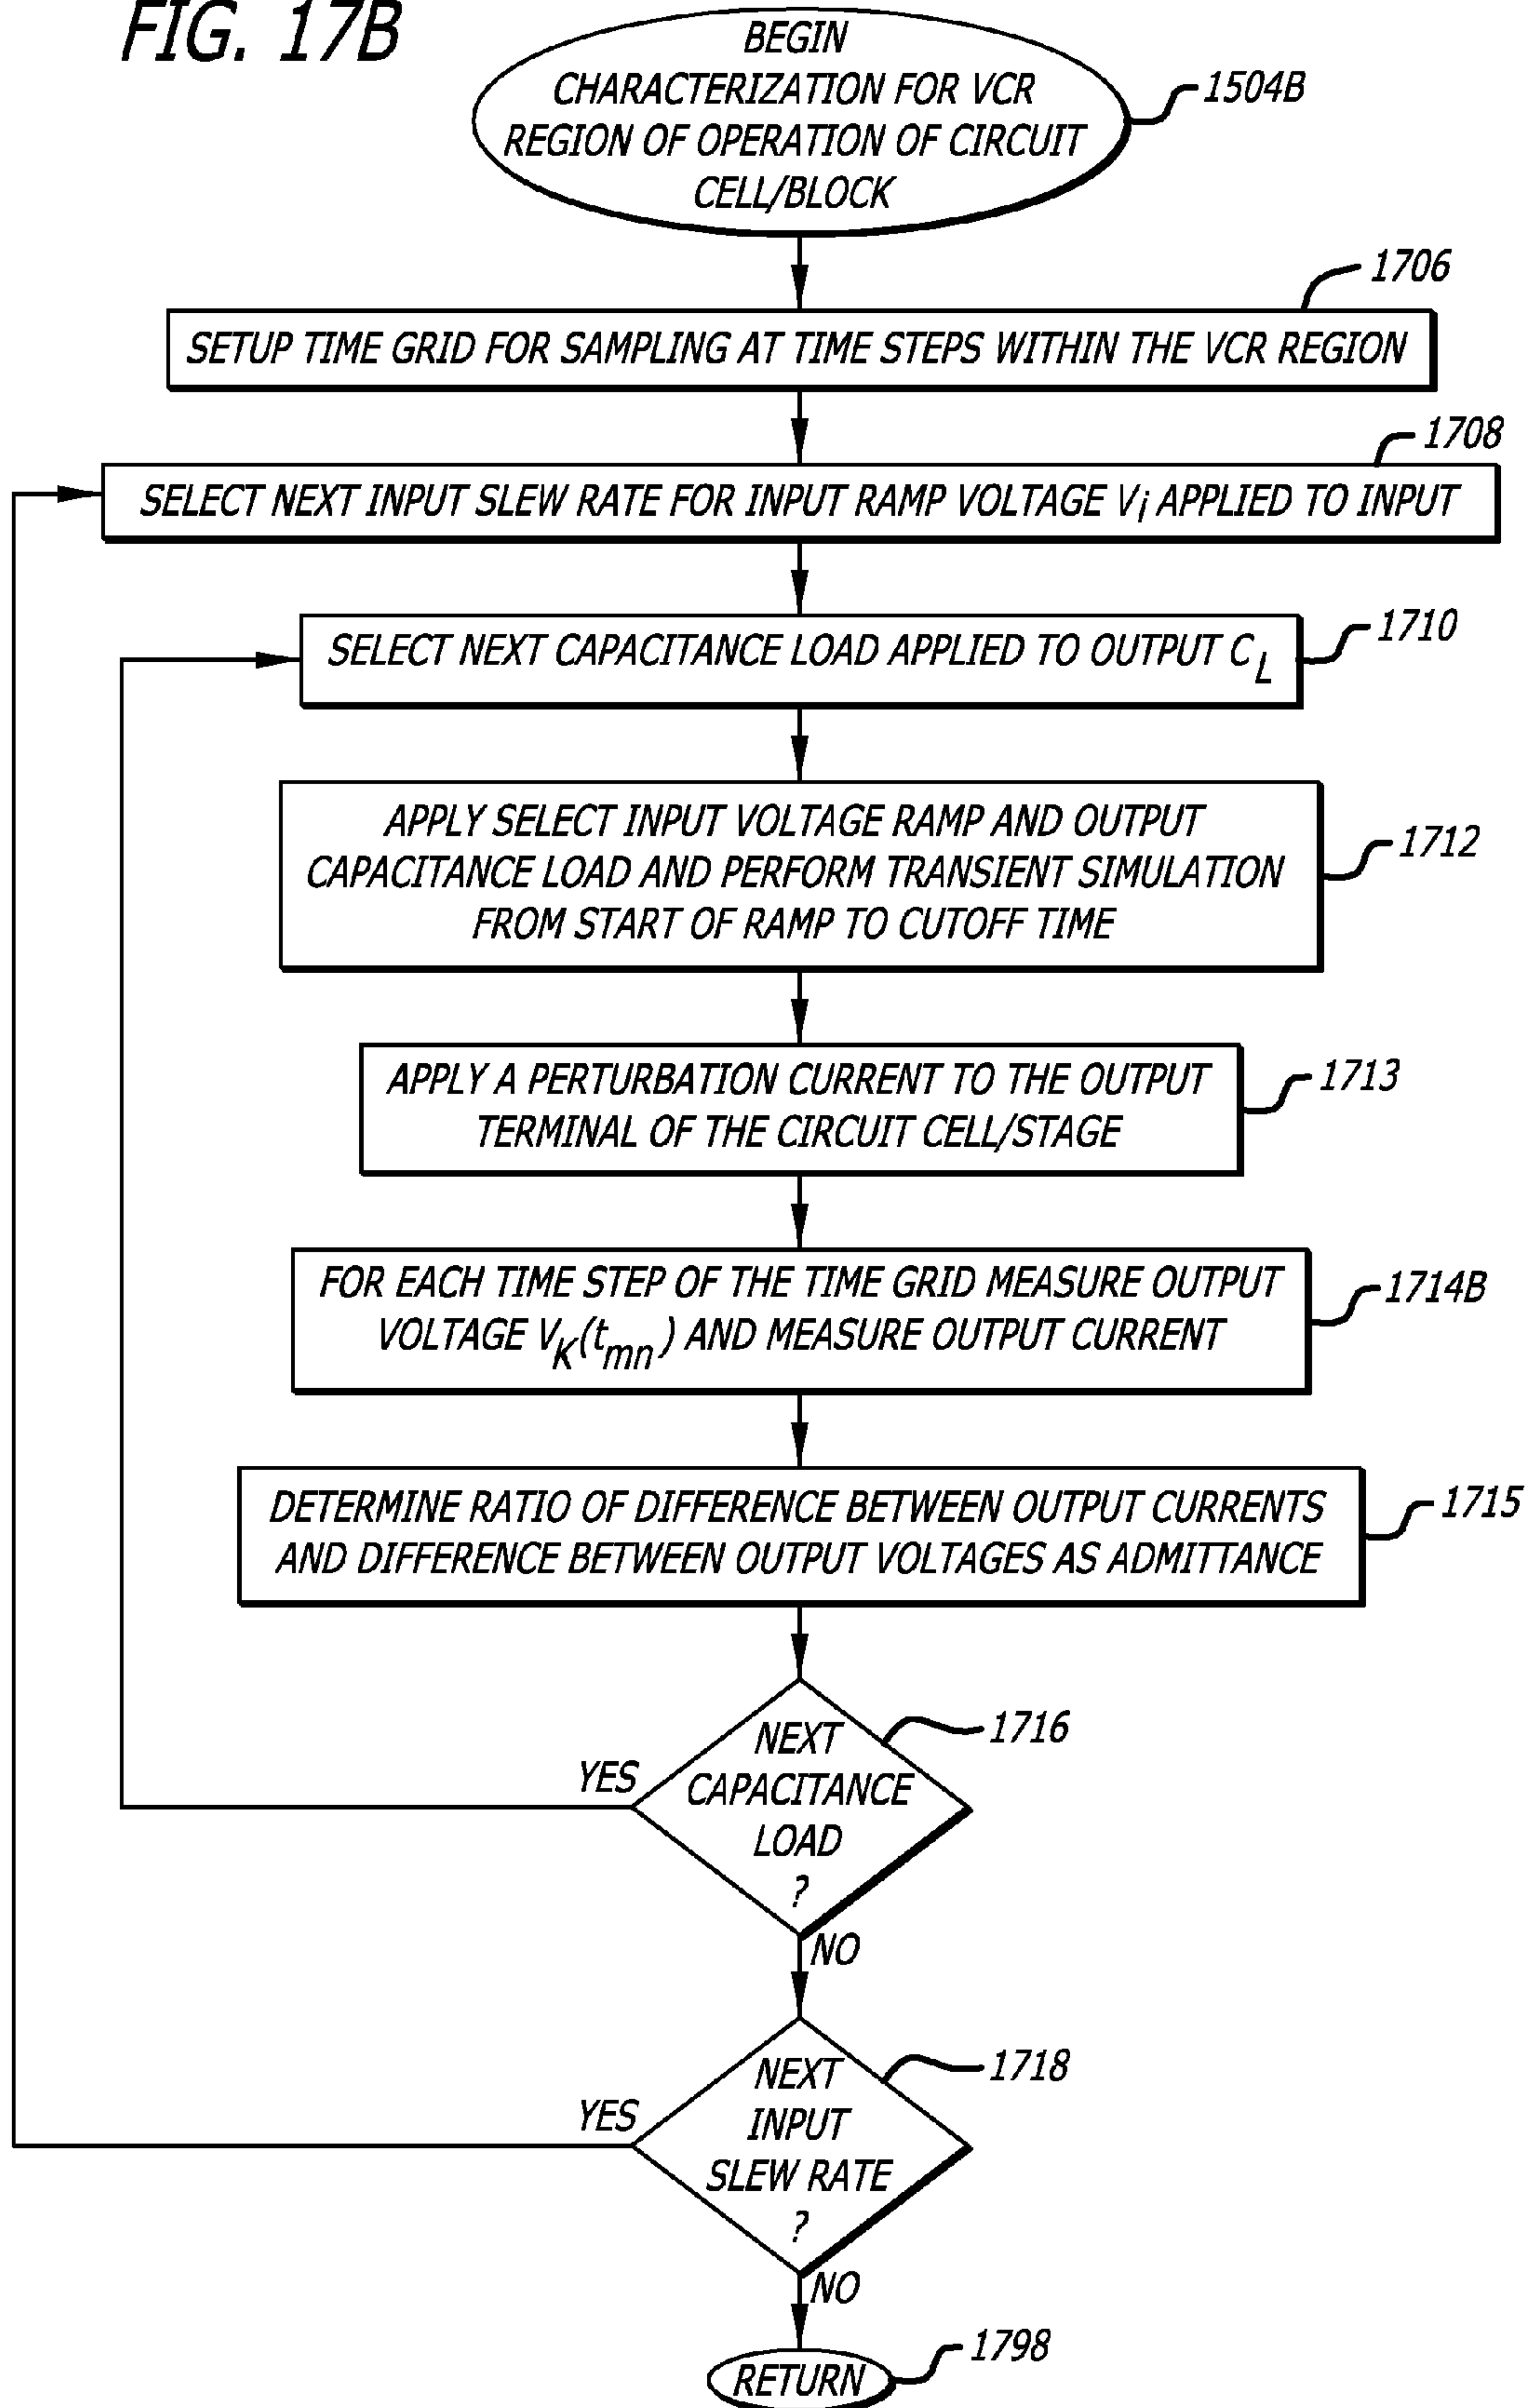 FIG. 17B
BEGIN
CHARACTERIZATION FOR VCR
REGION OF OPERATION OF CIRCUIT
CELL/BLOCK
1504B
1706
SETUP TIME GRID FOR SAMPLING AT TIME STEPS WITHIN THE VCR REGION
1708
SELECT NEXT INPUT SLEW RATE FOR INPUT RAMP VOLTAGE Vi APPLIED TO INPUT
1710
SELECT NEXT CAPACITANCE LOAD APPLIED TO OUTPUT CL
APPLY SELECT INPUT VOLTAGE RAMP AND OUTPUT
CAPACITANCE LOAD AND PERFORM TRANSIENT SIMULATION
FROM START OF RAMP TO CUTOFF TIME
1712
APPLY A PERTURBATION CURRENT TO THE OUTPUT
TERMINAL OF THE CIRCUIT CELL/STAGE
1713
FOR EACH TIME STEP OF THE TIME GRID MEASURE OUTPUT
VOLTAGE VK(tmn) AND MEASURE OUTPUT CURRENT
1714B
DETERMINE RATIO OF DIFFERENCE BETWEEN OUTPUT CURRENTS
AND DIFFERENCE BETWEEN OUTPUT VOLTAGES AS ADMITTANCE
1715
NEXT
CAPACITANCE
LOAD
?
1716
YES
NO
NEXT
INPUT
SLEW RATE
?
1718
YES
NO
RETURN
1798